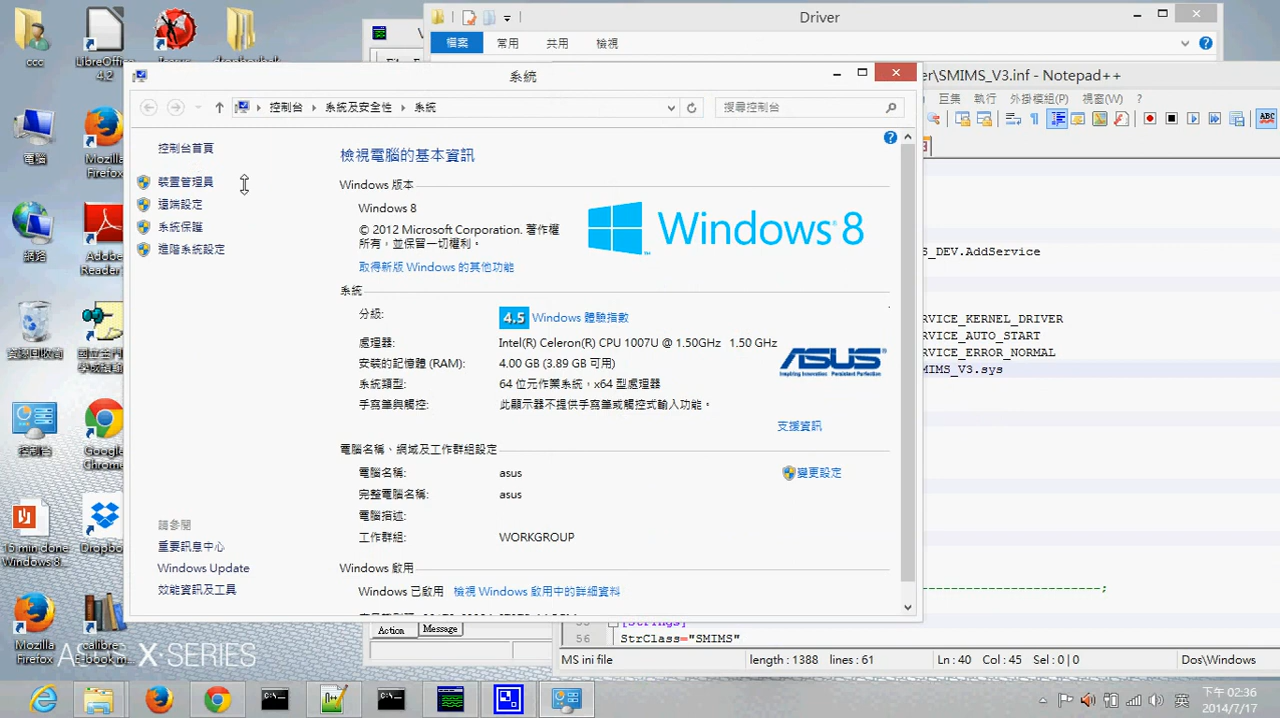 ccc
LibreOffice 4.2
Driver
檔案 常用 共用 檢視
系統
er\SMIMS_V3.inf - Notepad++
巨集 執行 外掛模組(P) 視窗(W) ?
控制台 系統及安全性 系統
搜尋控制台
控制台首頁
裝置管理員
遠端設定
系統保護
進階系統設定
檢視電腦的基本資訊
Windows 版本
Windows 8
© 2012 Microsoft Corporation. 著作權
所有，並保留一切權利。
取得新版 Windows 的其他功能
Windows 8
系統
分級:
4.5 Windows 體驗指數
處理器:
Intel(R) Celeron(R) CPU 1007U @ 1.50GHz 1.50 GHz
安裝的記憶體 (RAM):
4.00 GB (3.89 GB 可用)
系統類型:
64 位元作業系統，x64 型處理器
手寫筆與觸控:
此顯示器不提供手寫筆或觸控式輸入功能。
ASUS
Inspiring Innovation · Persistent Perfection
支援資訊
電腦名稱、網域及工作群組設定
電腦名稱:
asus
變更設定
完整電腦名稱:
asus
電腦描述:
工作群組:
WORKGROUP
Windows 啟用
Windows 已啟用 檢視 Windows 啟用中的詳細資料
請參閱
重要訊息中心
Windows Update
效能資訊及工具
S_DEV.AddService
RVICE_KERNEL_DRIVER
RVICE_AUTO_START
RVICE_ERROR_NORMAL
MIMS_V3.sys
[Strings]
56 StrClass="SMIMS"
Action Message
MS ini file length : 1388 lines : 61 Ln : 40 Col : 45 Sel : 0 | 0 Dos\Windows
電腦
Mozilla Firefox
網路
Adobe Reader
資源回收筒
控制台
Google Chrome
15 min done
Windows 8...
Dropbox
Mozilla Firefox
calibre
E-book m...
ASUS X-SERIES
英
下午 02:36
2014/7/17